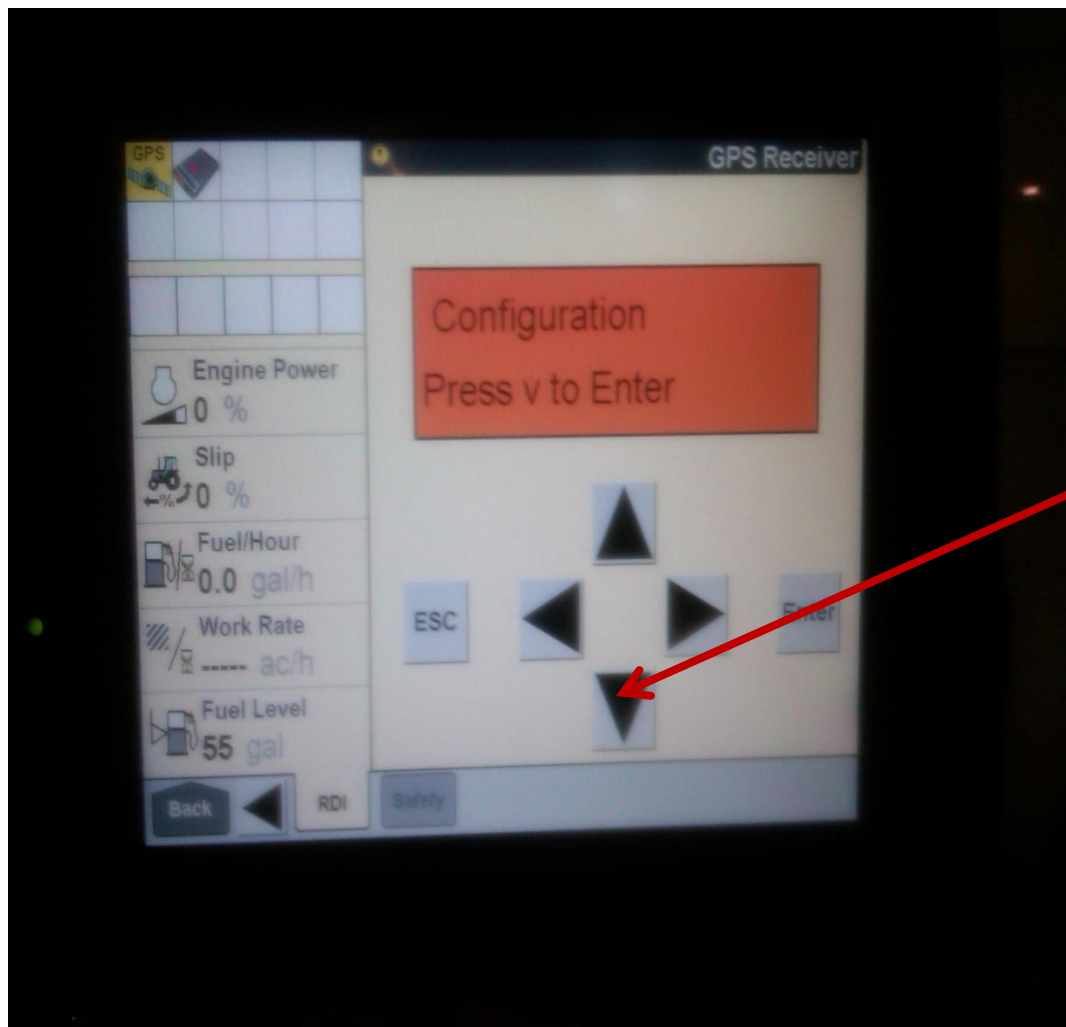 GPS
GPS Receiver
Configuration
Press v to Enter
Engine Power
0 %
Slip
←%
0 %
Fuel/Hour
0.0 gal/h
Work Rate
----- ac/h
Fuel Level
55 gal
ESC
Enter
Back
RDI
Safety